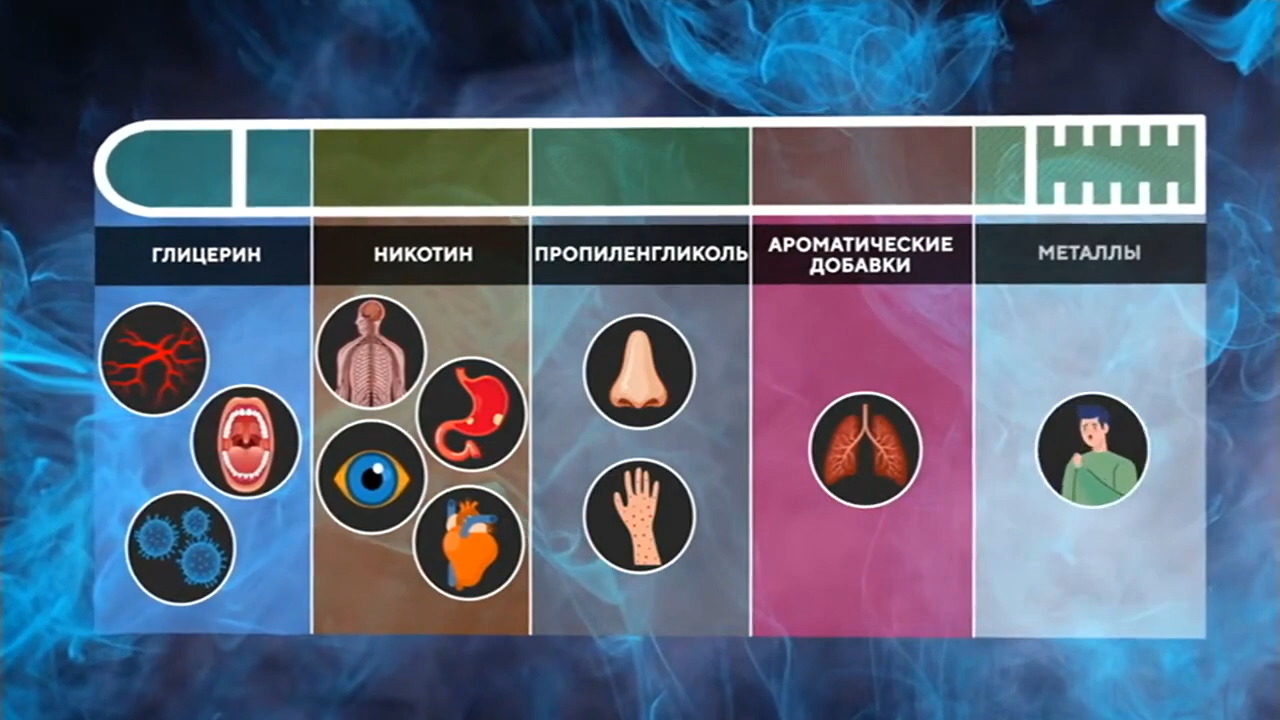 ГЛИЦЕРИН
НИКОТИН
ПРОПИЛЕНГЛИКОЛЬ
АРОМАТИЧЕСКИЕ
ДОБАВКИ
МЕТАЛЛЫ